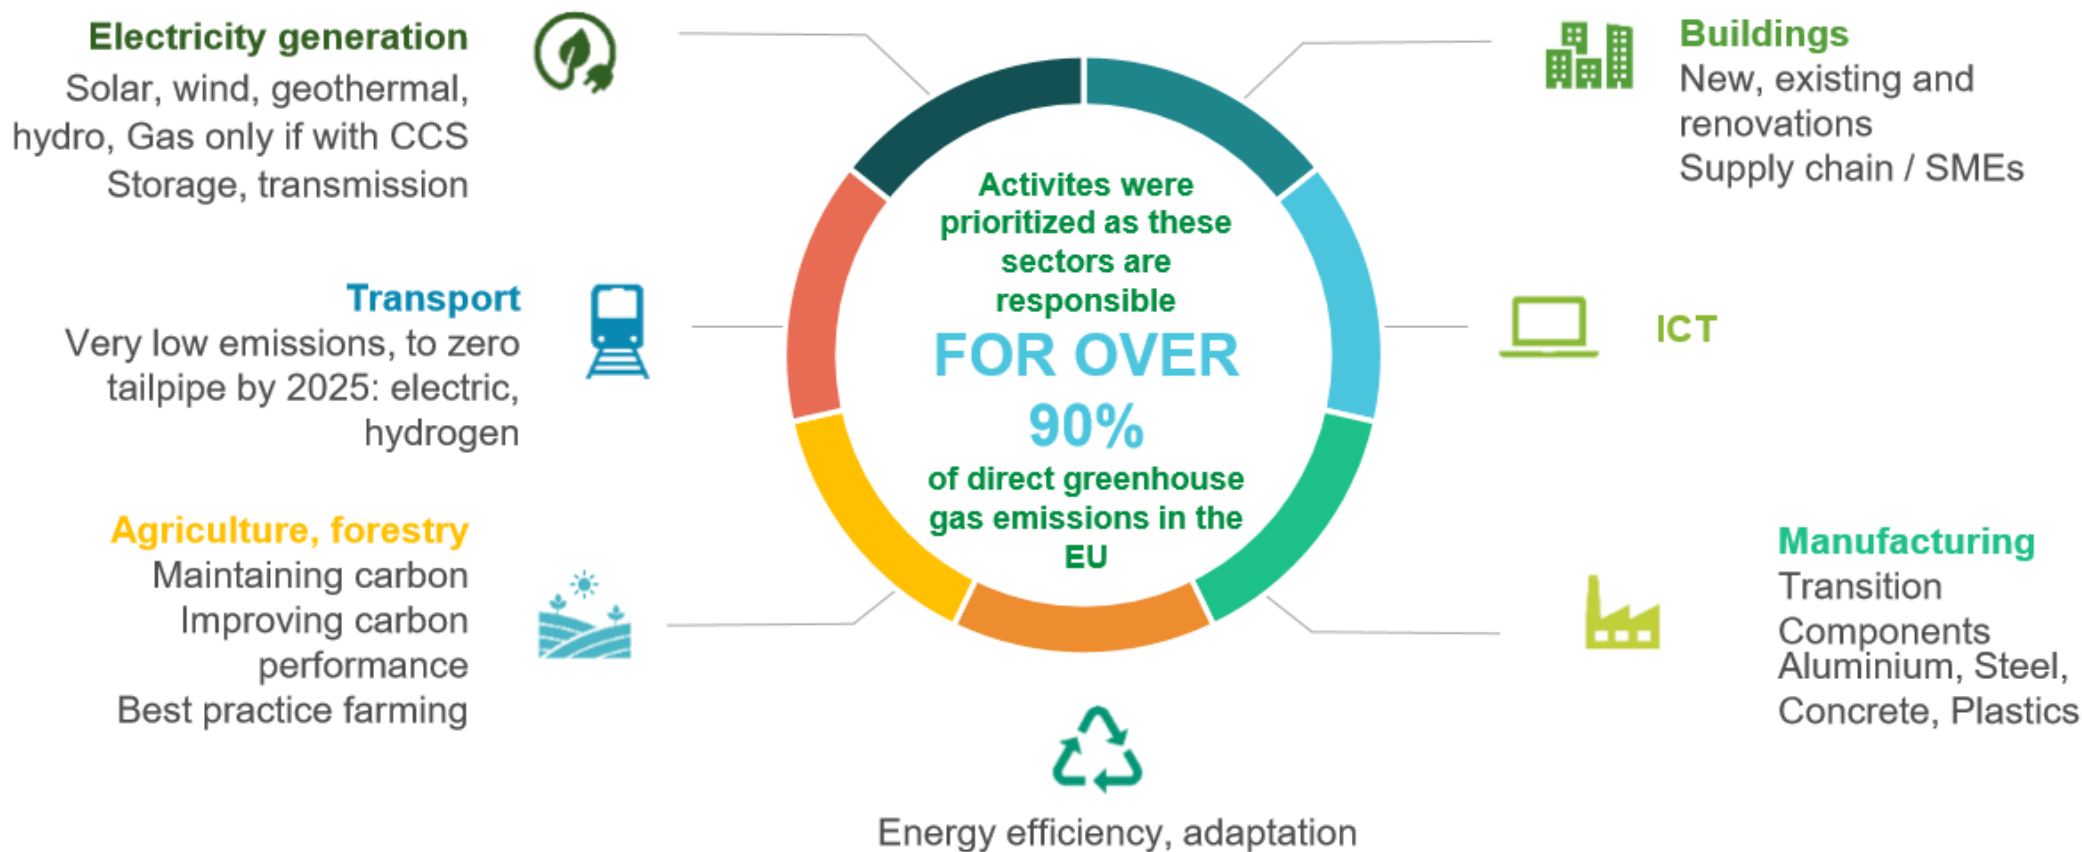 Electricity generation
Solar, wind, geothermal,
hydro, Gas only if with CCS
Storage, transmission
Transport
Very low emissions, to zero
tailpipe by 2025: electric,
hydrogen
Agriculture, forestry
Maintaining carbon
Improving carbon
performance
Best practice farming
Activites were
prioritized as these
sectors are
responsible
FOR OVER
90%
of direct greenhouse
gas emissions in the
EU
Energy efficiency, adaptation
Buildings
New, existing and
renovations
Supply chain / SMEs
ICT
Manufacturing
Transition
Components
Aluminium, Steel,
Concrete, Plastics